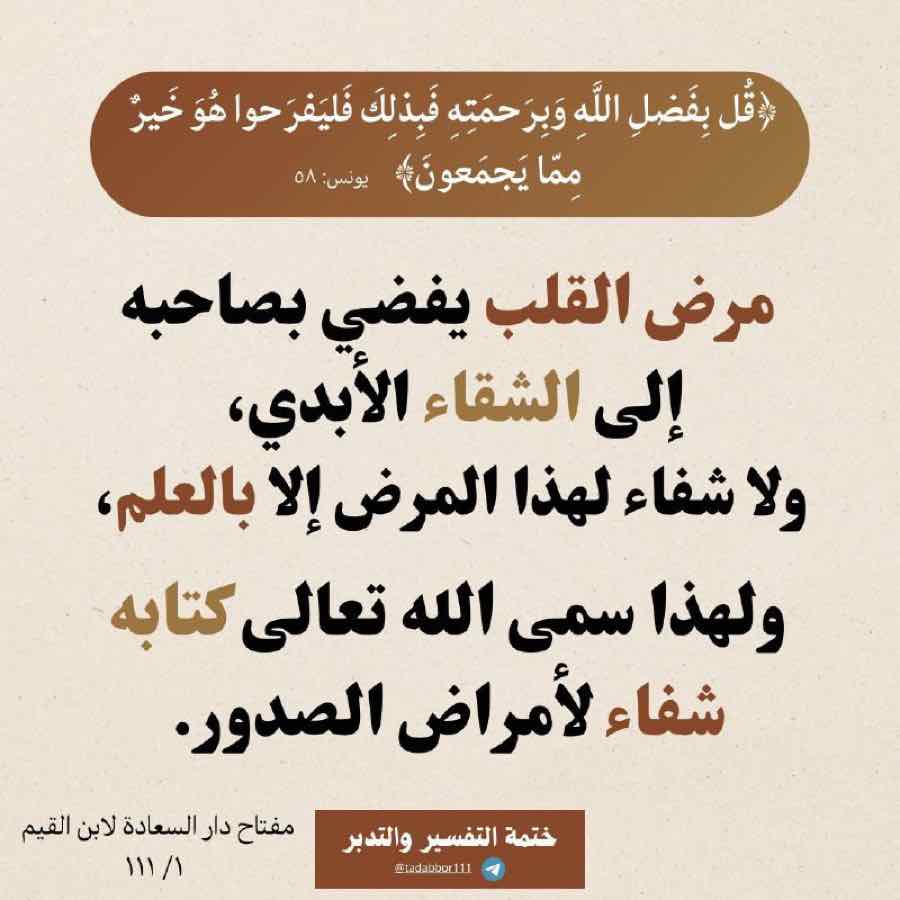 ﴿قُل بِفَضلِ اللَّهِ وَبِرَحمَتِهِ فَبِذلِكَ فَليَفرَحوا هُوَ خَيرٌ
مِمّا يَجمَعونَ﴾ يونس: ٥٨
مرض القلب يفضي بصاحبه
إلى الشقاء الأبدي،
ولا شفاء لهذا المرض إلا بالعلم،
ولهذا سمى الله تعالى كتابه
شفاء لأمراض الصدور.
مفتاح دار السعادة لابن القيم
١/ ١١١
ختمة التفسير والتدبر
@tadabbor111